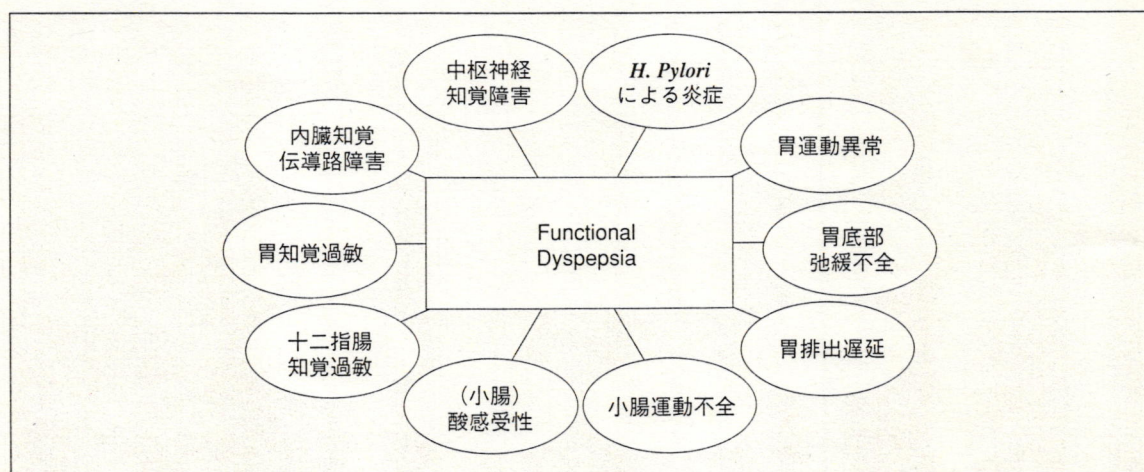 中枢神経
知覚障害
H. Pylori
による炎症
内臓知覚
伝導路障害
胃運動異常
Functional
Dyspepsia
胃知覚過敏
胃底部
弛緩不全
十二指腸
知覚過敏
胃排出遅延
（小腸）
酸感受性
小腸運動不全